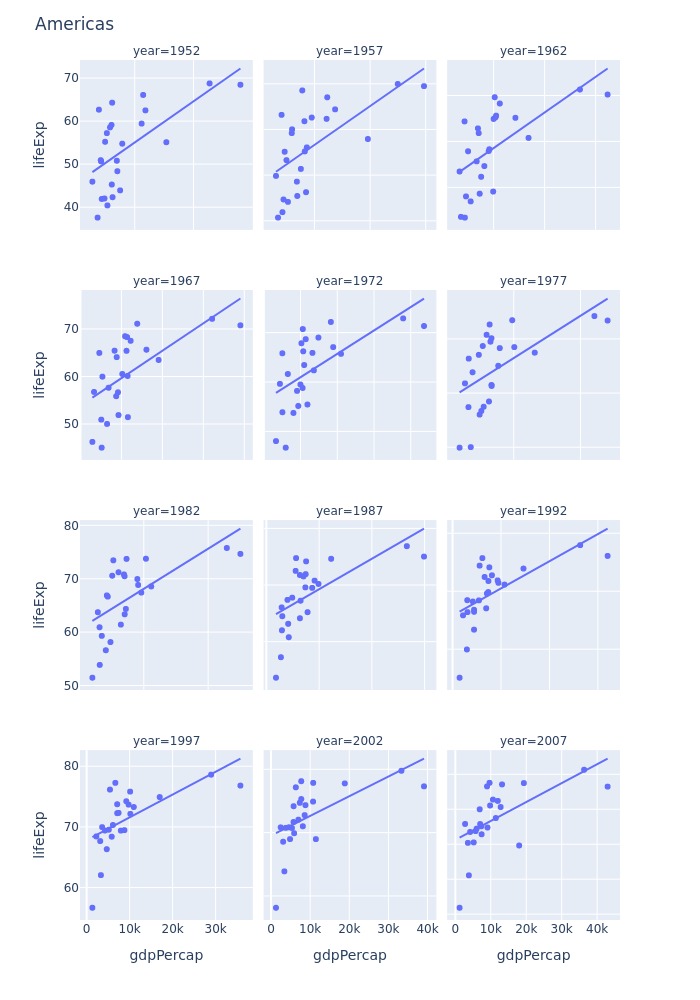 Americas
year=1952 year=1957 year=1962
70
60
lifeExp
50
40
year=1967 year=1972 year=1977
70
lifeExp
60
50
year=1982 year=1987 year=1992
80
70
lifeExp
60
50
year=1997 year=2002 year=2007
80
lifeExp
70
60
0 10k 20k 30k 0 10k 20k 30k 40k 0 10k 20k 30k 40k
gdpPercap gdpPercap gdpPercap